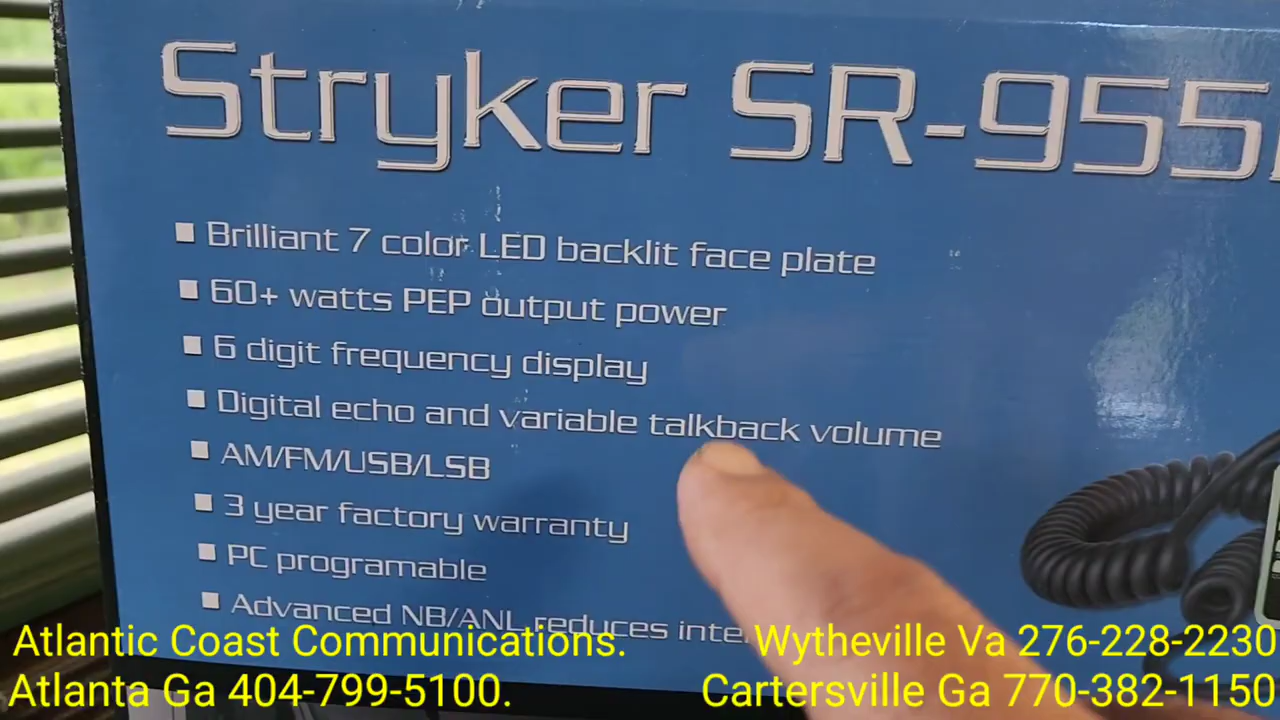 Stryker SR-955
Brilliant 7 color LED backlit face plate
60+ watts PEP output power
6 digit frequency display
Digital echo and variable talkback volume
AM/FM/USB/LSB
3 year factory warranty
PC programable
Advanced NB/ANL reduces
Atlantic Coast Communications. Wytheville Va 276-228-2230
Atlanta Ga 404-799-5100. Cartersville Ga 770-382-1150